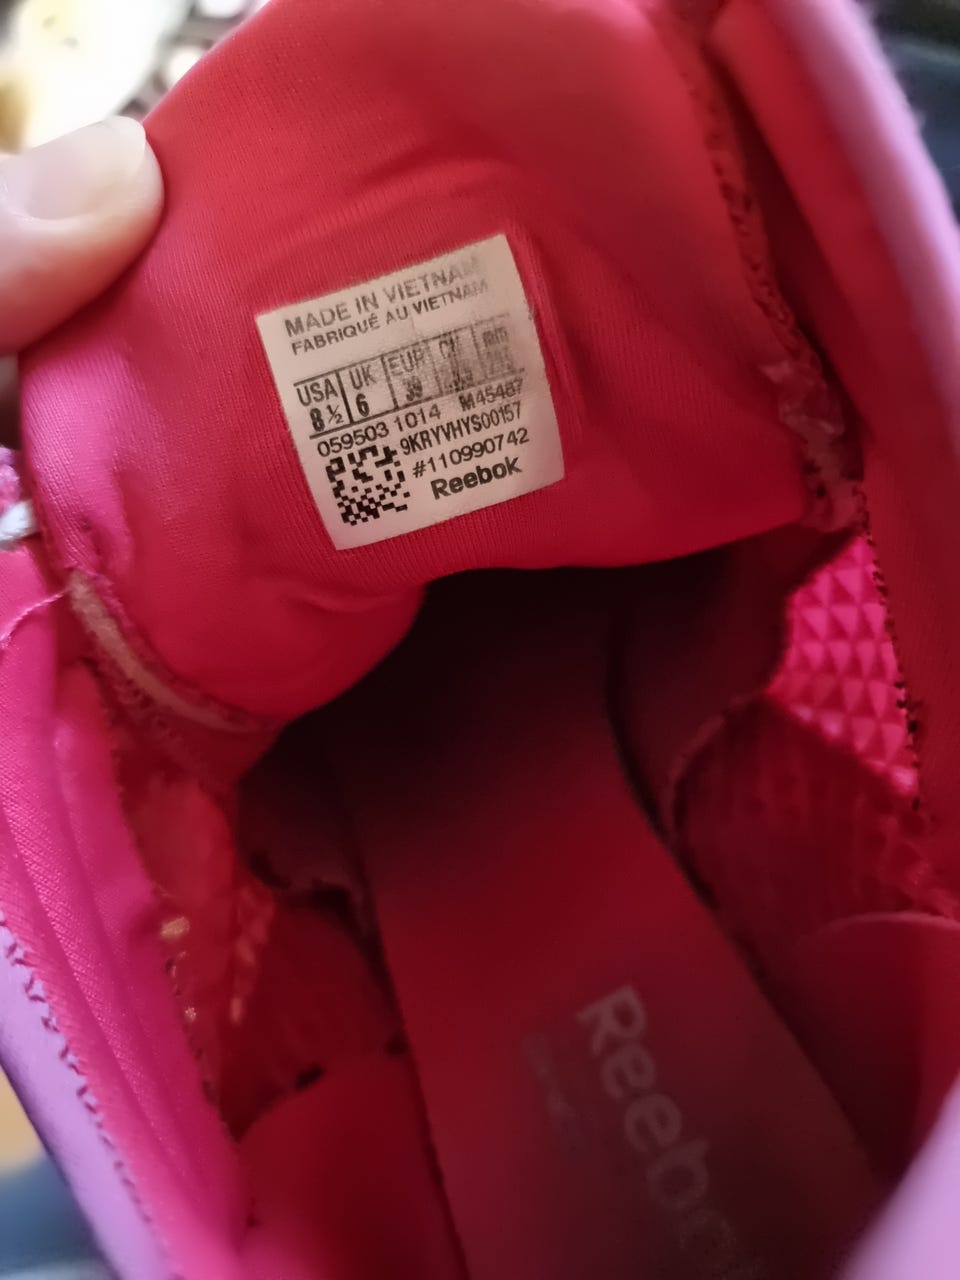 MADE IN VIETNAM
FABRIQUÉ AU VIETNAM
USA UK EUR
8½ 6 39
059503 1014 M45487
9KRYVHYS00157
#110990742
Reebok
Reebok